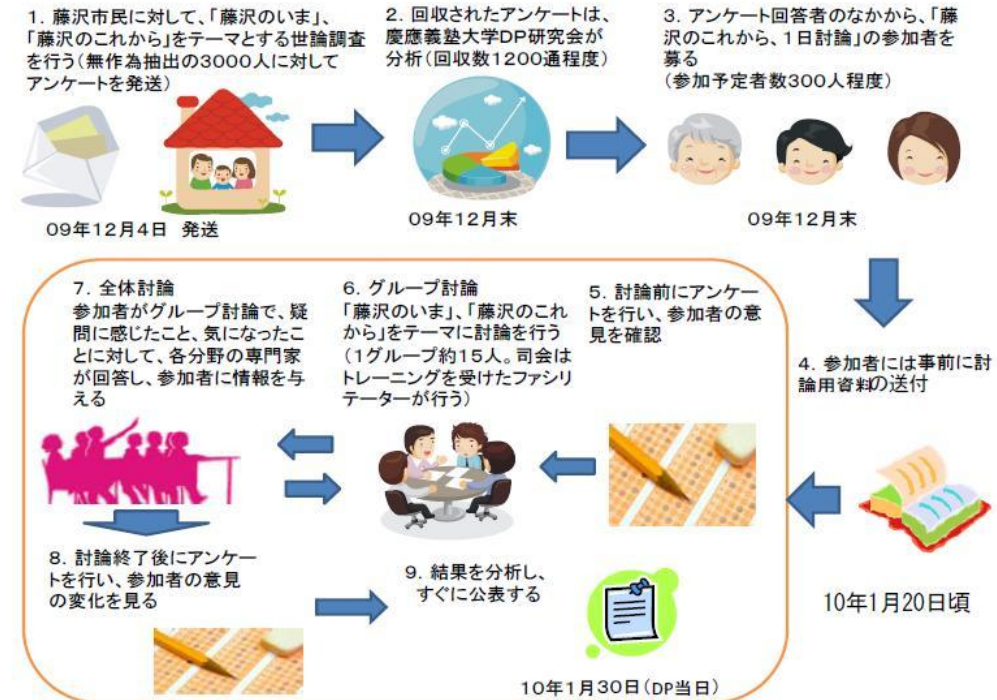 1. 藤沢市民に対して、「藤沢のいま」、
「藤沢のこれから」をテーマとする世論調査
を行う(無作為抽出の3000人に対して
アンケートを発送)
09年12月4日 発送
2. 回収されたアンケートは、
慶應義塾大学DP研究会が
分析(回収数1200通程度)
09年12月末
3. アンケート回答者のなかから、「藤
沢のこれから、1日討論」の参加者を
募る
(参加予定者数300人程度)
09年12月末
4. 参加者には事前に討
論用資料の送付
10年1月20日頃
5. 討論前にアンケー
トを行い、参加者の意
見を確認
6. グループ討論
「藤沢のいま」、「藤沢のこれ
から」をテーマに討論を行う
(1グループ約15人。司会は
トレーニングを受けたファシリ
テーターが行う)
7. 全体討論
参加者がグループ討論で、疑
問に感じたこと、気になったこ
とに対して、各分野の専門家
が回答し、参加者に情報を与
える
8. 討論終了後にアンケー
トを行い、参加者の意見
の変化を見る
9. 結果を分析し、
すぐに公表する
10年1月30日(DP当日)